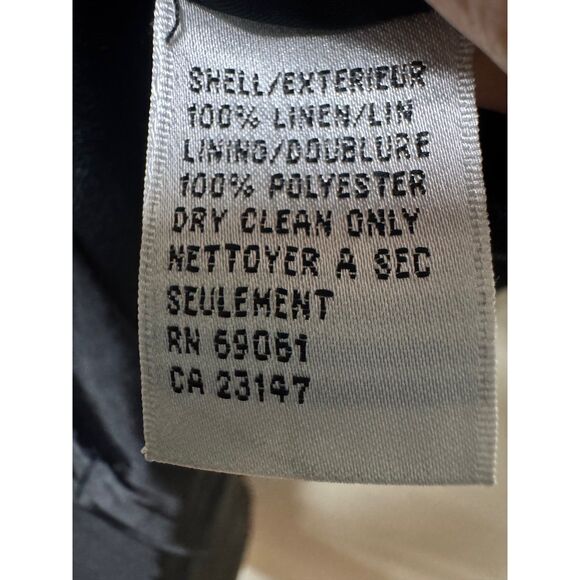 SHELL/EXTERIEUR
100% LINEN/LIN
LINING/DOUBLURE
100% POLYESTER
DRY CLEAN ONLY
NETTOYER A SEC
SEULEMENT
RN 69061
CA 23147